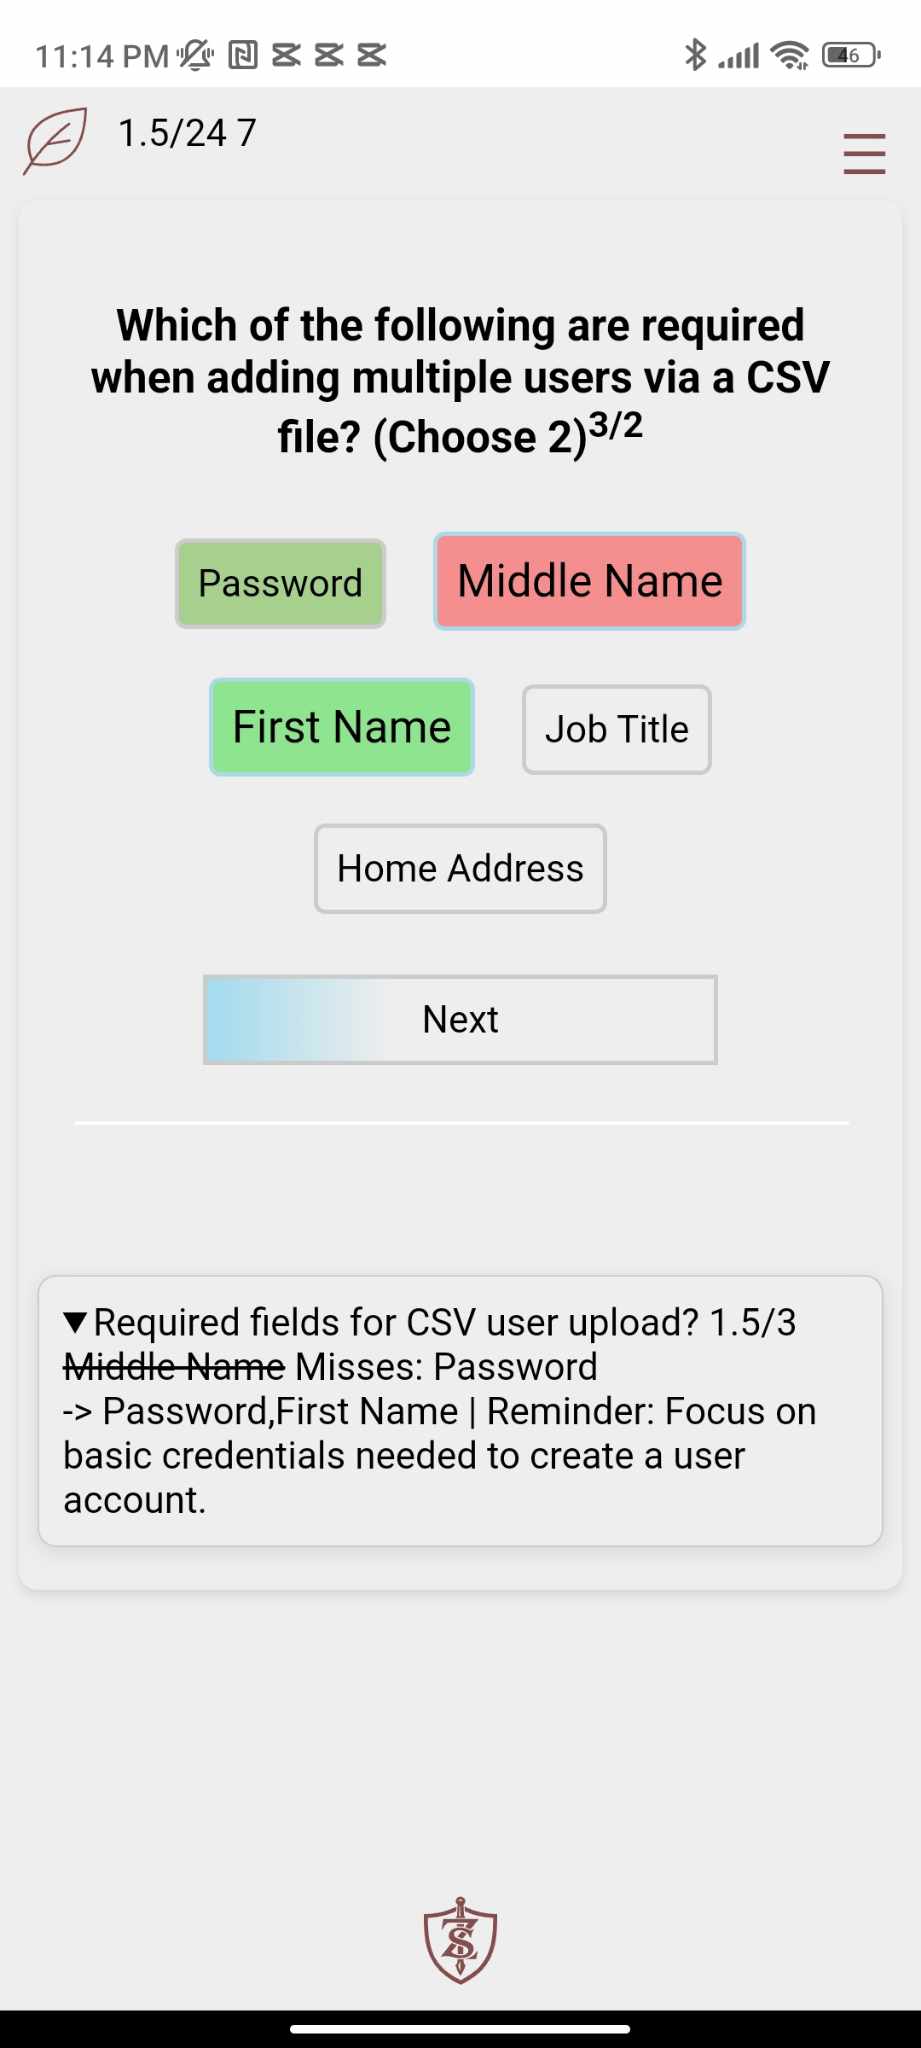 11:14 PM
46
1.5/24 7
Which of the following are required
when adding multiple users via a CSV
file? (Choose 2)3/2
Password
Middle Name
First Name
Job Title
Home Address
Next
▼Required fields for CSV user upload? 1.5/3
Middle Name Misses: Password
-> Password,First Name | Reminder: Focus on
basic credentials needed to create a user
account.